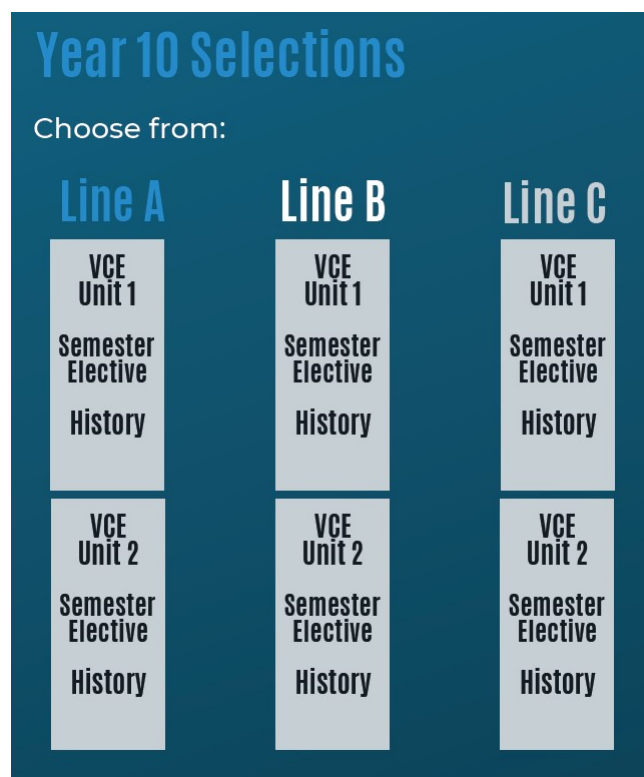 Year 10 Selections
Choose from:
Line A
Line B
Line C
VCE
Unit 1
Semester
Elective
History
VCE
Unit 1
Semester
Elective
History
VCE
Unit 1
Semester
Elective
History
VCE
Unit 2
Semester
Elective
History
VCE
Unit 2
Semester
Elective
History
VCE
Unit 2
Semester
Elective
History